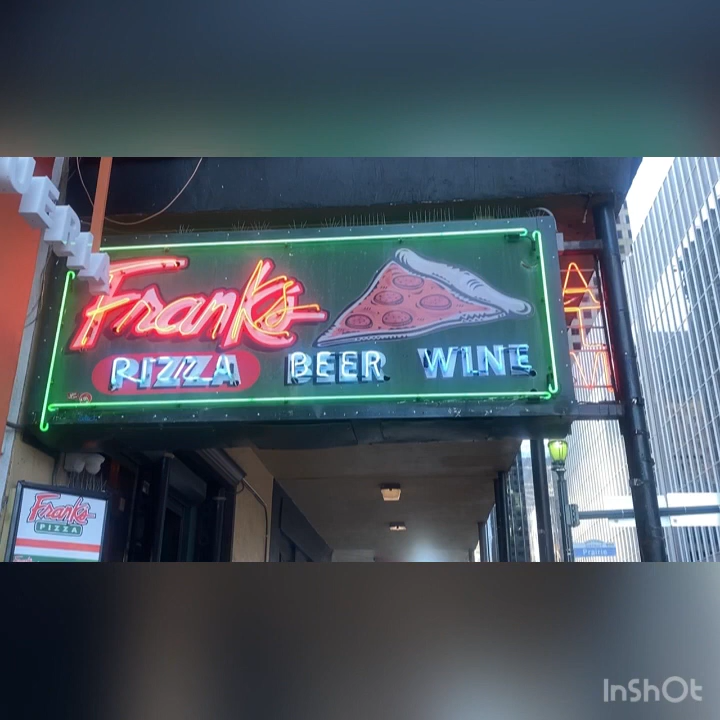 Frank's
PIZZA BEER WINE
ATM
Frank's
PIZZA
Prairie
InShOt